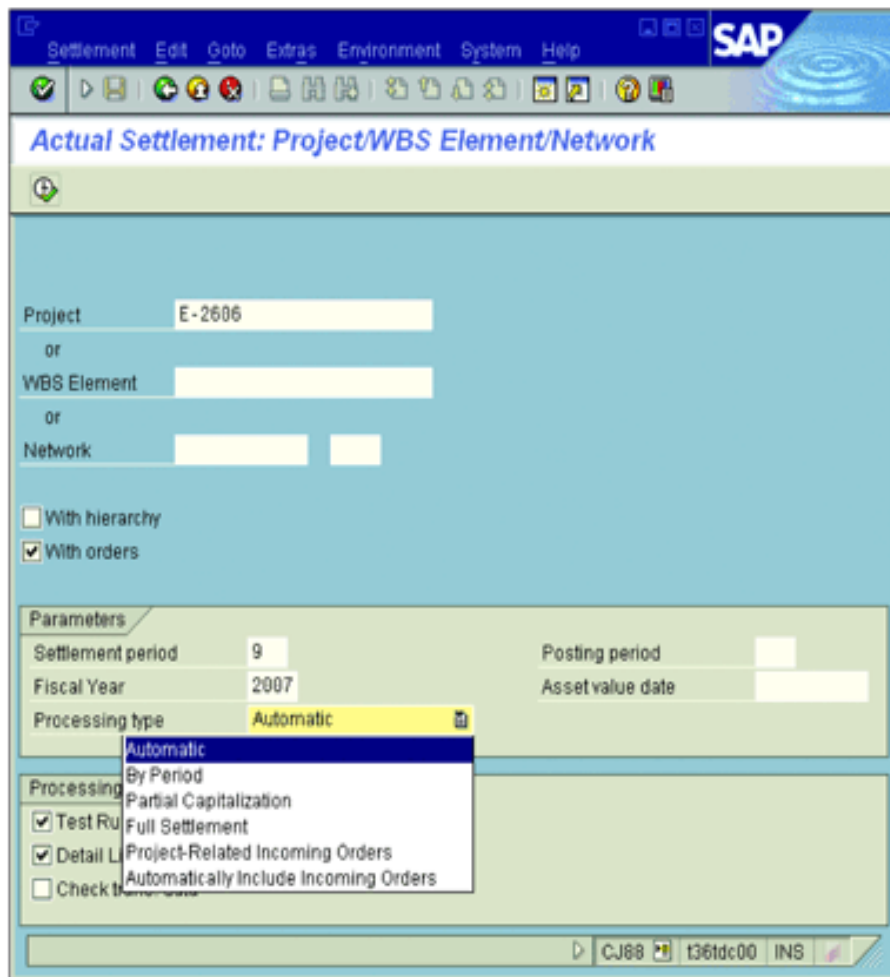 Settlement Edit Goto Extras Environment System Help
SAP
Actual Settlement: Project/WBS Element/Network
Project E-2606
or
WBS Element
or
Network
With hierarchy
With orders
Parameters
Settlement period 9 Posting period
Fiscal Year 2007 Asset value date
Processing type Automatic
Automatic
By Period
Processing
Partial Capitalization
Test Ru
Full Settlement
Detail Li
Project-Related Incoming Orders
Automatically Include Incoming Orders
Check
CJ88 t36tdc00 INS